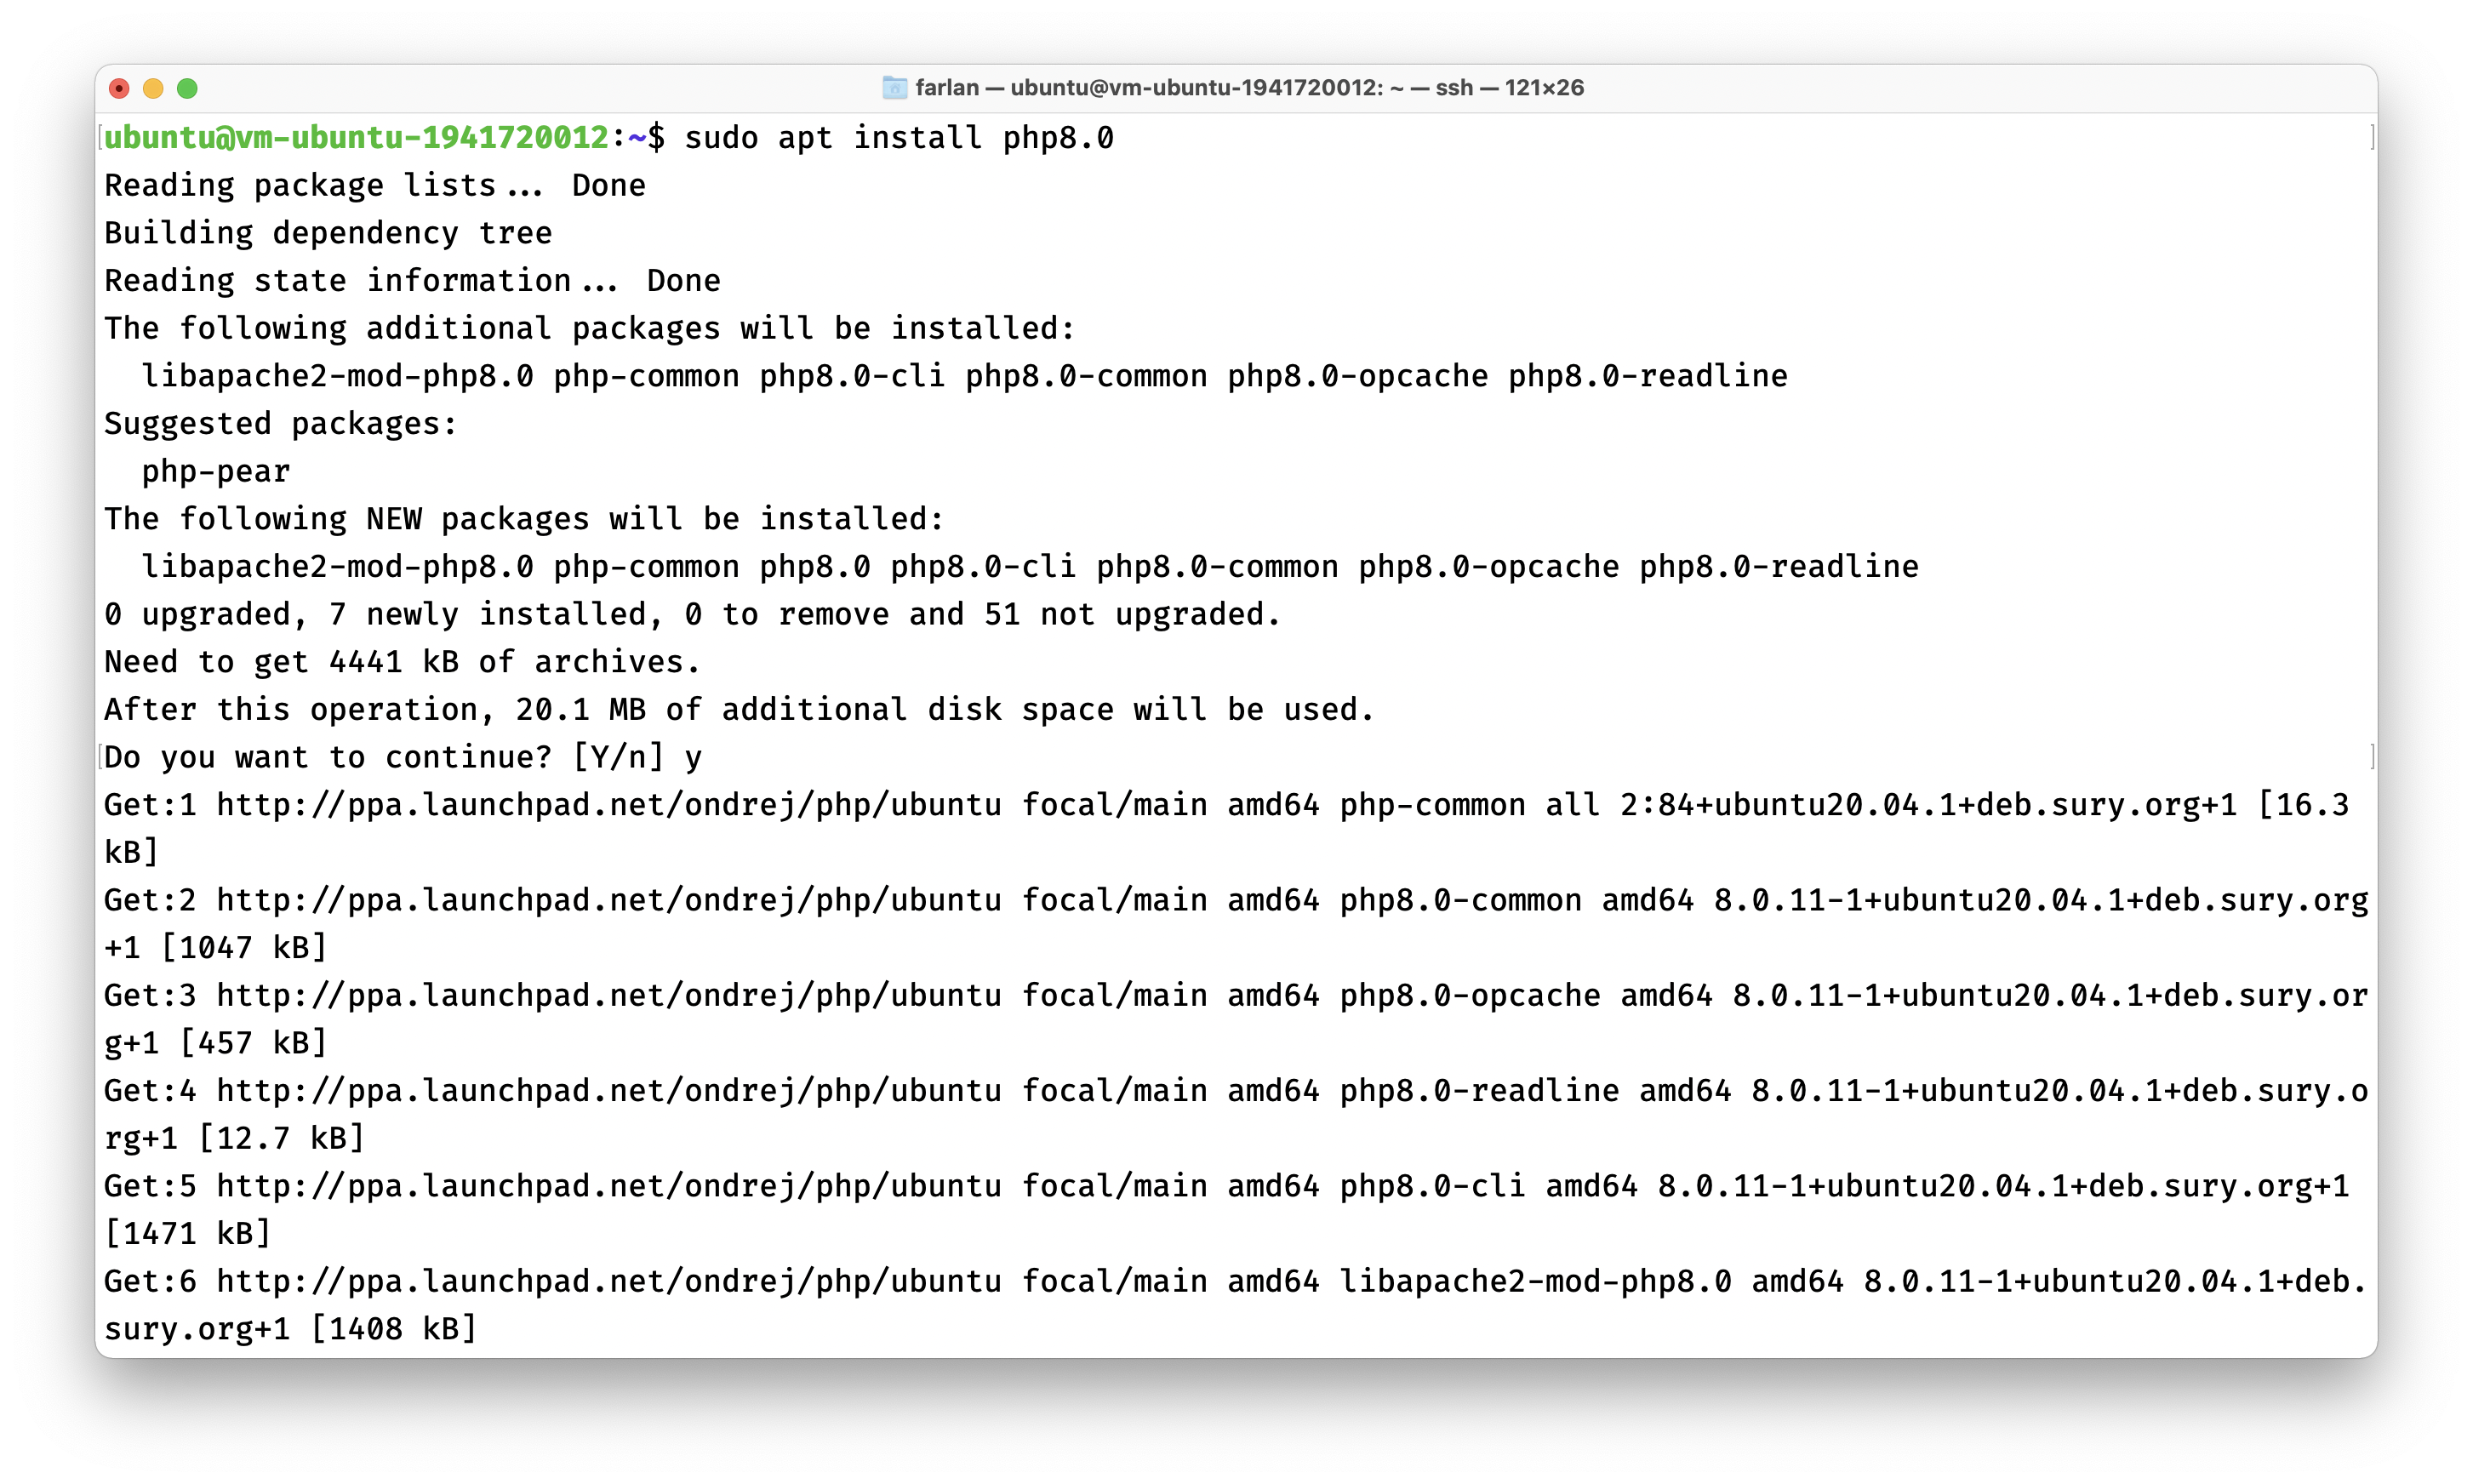 farlan — ubuntu@vm-ubuntu-1941720012: ~ — ssh — 121×26
ubuntu@vm-ubuntu-1941720012:~$ sudo apt install php8.0
Reading package lists... Done
Building dependency tree
Reading state information... Done
The following additional packages will be installed:
  libapache2-mod-php8.0 php-common php8.0-cli php8.0-common php8.0-opcache php8.0-readline
Suggested packages:
  php-pear
The following NEW packages will be installed:
  libapache2-mod-php8.0 php-common php8.0 php8.0-cli php8.0-common php8.0-opcache php8.0-readline
0 upgraded, 7 newly installed, 0 to remove and 51 not upgraded.
Need to get 4441 kB of archives.
After this operation, 20.1 MB of additional disk space will be used.
Do you want to continue? [Y/n] y
Get:1 http://ppa.launchpad.net/ondrej/php/ubuntu focal/main amd64 php-common all 2:84+ubuntu20.04.1+deb.sury.org+1 [16.3
kB]
Get:2 http://ppa.launchpad.net/ondrej/php/ubuntu focal/main amd64 php8.0-common amd64 8.0.11-1+ubuntu20.04.1+deb.sury.org
+1 [1047 kB]
Get:3 http://ppa.launchpad.net/ondrej/php/ubuntu focal/main amd64 php8.0-opcache amd64 8.0.11-1+ubuntu20.04.1+deb.sury.or
g+1 [457 kB]
Get:4 http://ppa.launchpad.net/ondrej/php/ubuntu focal/main amd64 php8.0-readline amd64 8.0.11-1+ubuntu20.04.1+deb.sury.o
rg+1 [12.7 kB]
Get:5 http://ppa.launchpad.net/ondrej/php/ubuntu focal/main amd64 php8.0-cli amd64 8.0.11-1+ubuntu20.04.1+deb.sury.org+1
[1471 kB]
Get:6 http://ppa.launchpad.net/ondrej/php/ubuntu focal/main amd64 libapache2-mod-php8.0 amd64 8.0.11-1+ubuntu20.04.1+deb.
sury.org+1 [1408 kB]